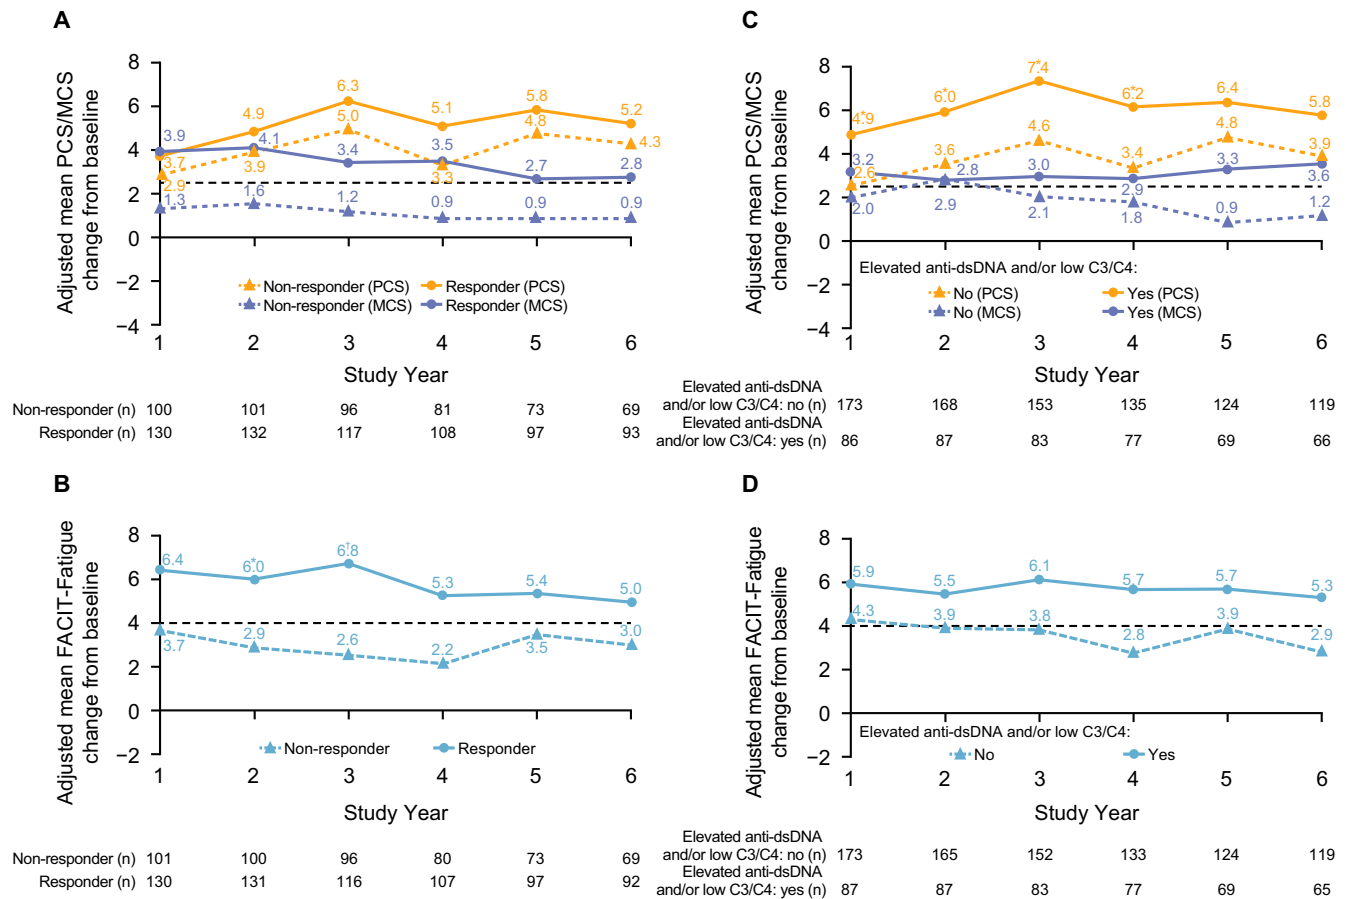 A
Adjusted mean PCS/MCS
change from baseline
8
6
4
2
0
−2
−4
3.9
3.7
2.9
1.3
4.9
4.1
3.9
1.6
6.3
5.0
3.4
1.2
5.1
3.5
3.3
0.9
5.8
4.8
2.7
0.9
5.2
4.3
2.8
0.9
Non-responder (PCS) Responder (PCS)
Non-responder (MCS) Responder (MCS)
1 2 3 4 5 6
Study Year
Non-responder (n) 100 101 96 81 73 69
Responder (n) 130 132 117 108 97 93
B
Adjusted mean FACIT-Fatigue
change from baseline
8
6
4
2
0
−2
6.4
3.7
6.0*
2.9
6.8†
2.6
5.3
2.2
5.4
3.5
5.0
3.0
Non-responder Responder
1 2 3 4 5 6
Study Year
Non-responder (n) 101 100 96 80 73 69
Responder (n) 130 131 116 107 97 92
C
Adjusted mean PCS/MCS
change from baseline
8
6
4
2
0
−2
−4
4.9*
3.2
2.6
2.0
6.0*
3.6
2.8
2.9
7.4*
4.6
3.0
2.1
6.2*
3.4
2.9
1.8
6.4
4.8
3.3
0.9
5.8
3.9
3.6
1.2
Elevated anti-dsDNA and/or low C3/C4:
No (PCS) Yes (PCS)
No (MCS) Yes (MCS)
1 2 3 4 5 6
Study Year
Elevated anti-dsDNA
and/or low C3/C4: no (n) 173 168 153 135 124 119
Elevated anti-dsDNA
and/or low C3/C4: yes (n) 86 87 83 77 69 66
D
Adjusted mean FACIT-Fatigue
change from baseline
8
6
4
2
0
−2
5.9
4.3
5.5
3.9
6.1
3.8
5.7
2.8
5.7
3.9
5.3
2.9
Elevated anti-dsDNA and/or low C3/C4:
No Yes
1 2 3 4 5 6
Study Year
Elevated anti-dsDNA
and/or low C3/C4: no (n) 173 165 152 133 124 119
Elevated anti-dsDNA
and/or low C3/C4: yes (n) 87 87 83 77 69 65